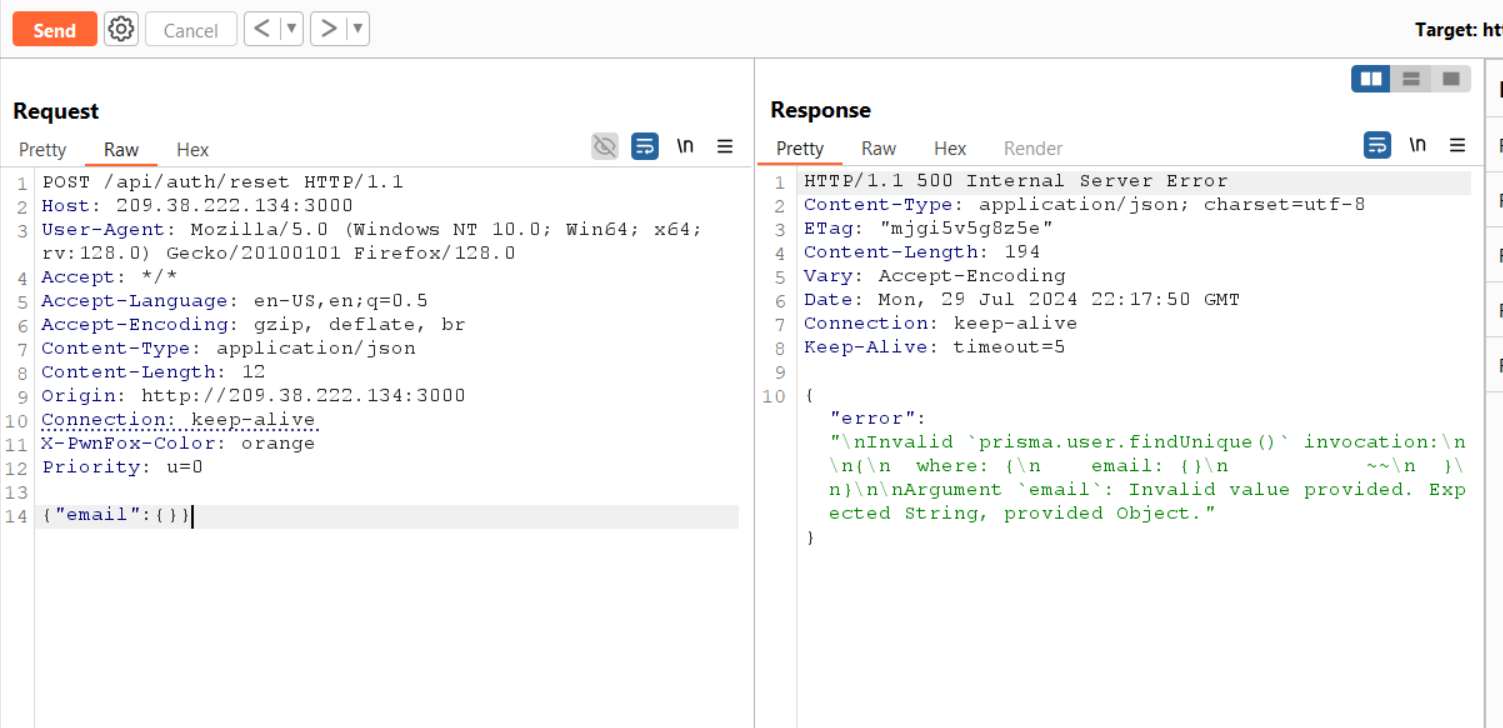 Send
Cancel
Target: ht
Request
Pretty Raw Hex
\n
1 POST /api/auth/reset HTTP/1.1
2 Host: 209.38.222.134:3000
3 User-Agent: Mozilla/5.0 (Windows NT 10.0; Win64; x64;
rv:128.0) Gecko/20100101 Firefox/128.0
4 Accept: */*
5 Accept-Language: en-US,en;q=0.5
6 Accept-Encoding: gzip, deflate, br
7 Content-Type: application/json
8 Content-Length: 12
9 Origin: http://209.38.222.134:3000
10 Connection: keep-alive
11 X-PwnFox-Color: orange
12 Priority: u=0
13
14 {"email":{}}
Response
Pretty Raw Hex Render
\n
1 HTTP/1.1 500 Internal Server Error
2 Content-Type: application/json; charset=utf-8
3 ETag: "mjgi5v5g8z5e"
4 Content-Length: 194
5 Vary: Accept-Encoding
6 Date: Mon, 29 Jul 2024 22:17:50 GMT
7 Connection: keep-alive
8 Keep-Alive: timeout=5
9
10 {
"error":
"\nInvalid `prisma.user.findUnique()` invocation:\n
\n{\n  where: {\n    email: {}\n           ~~\n  }\
n}\n\nArgument `email`: Invalid value provided. Exp
ected String, provided Object."
}